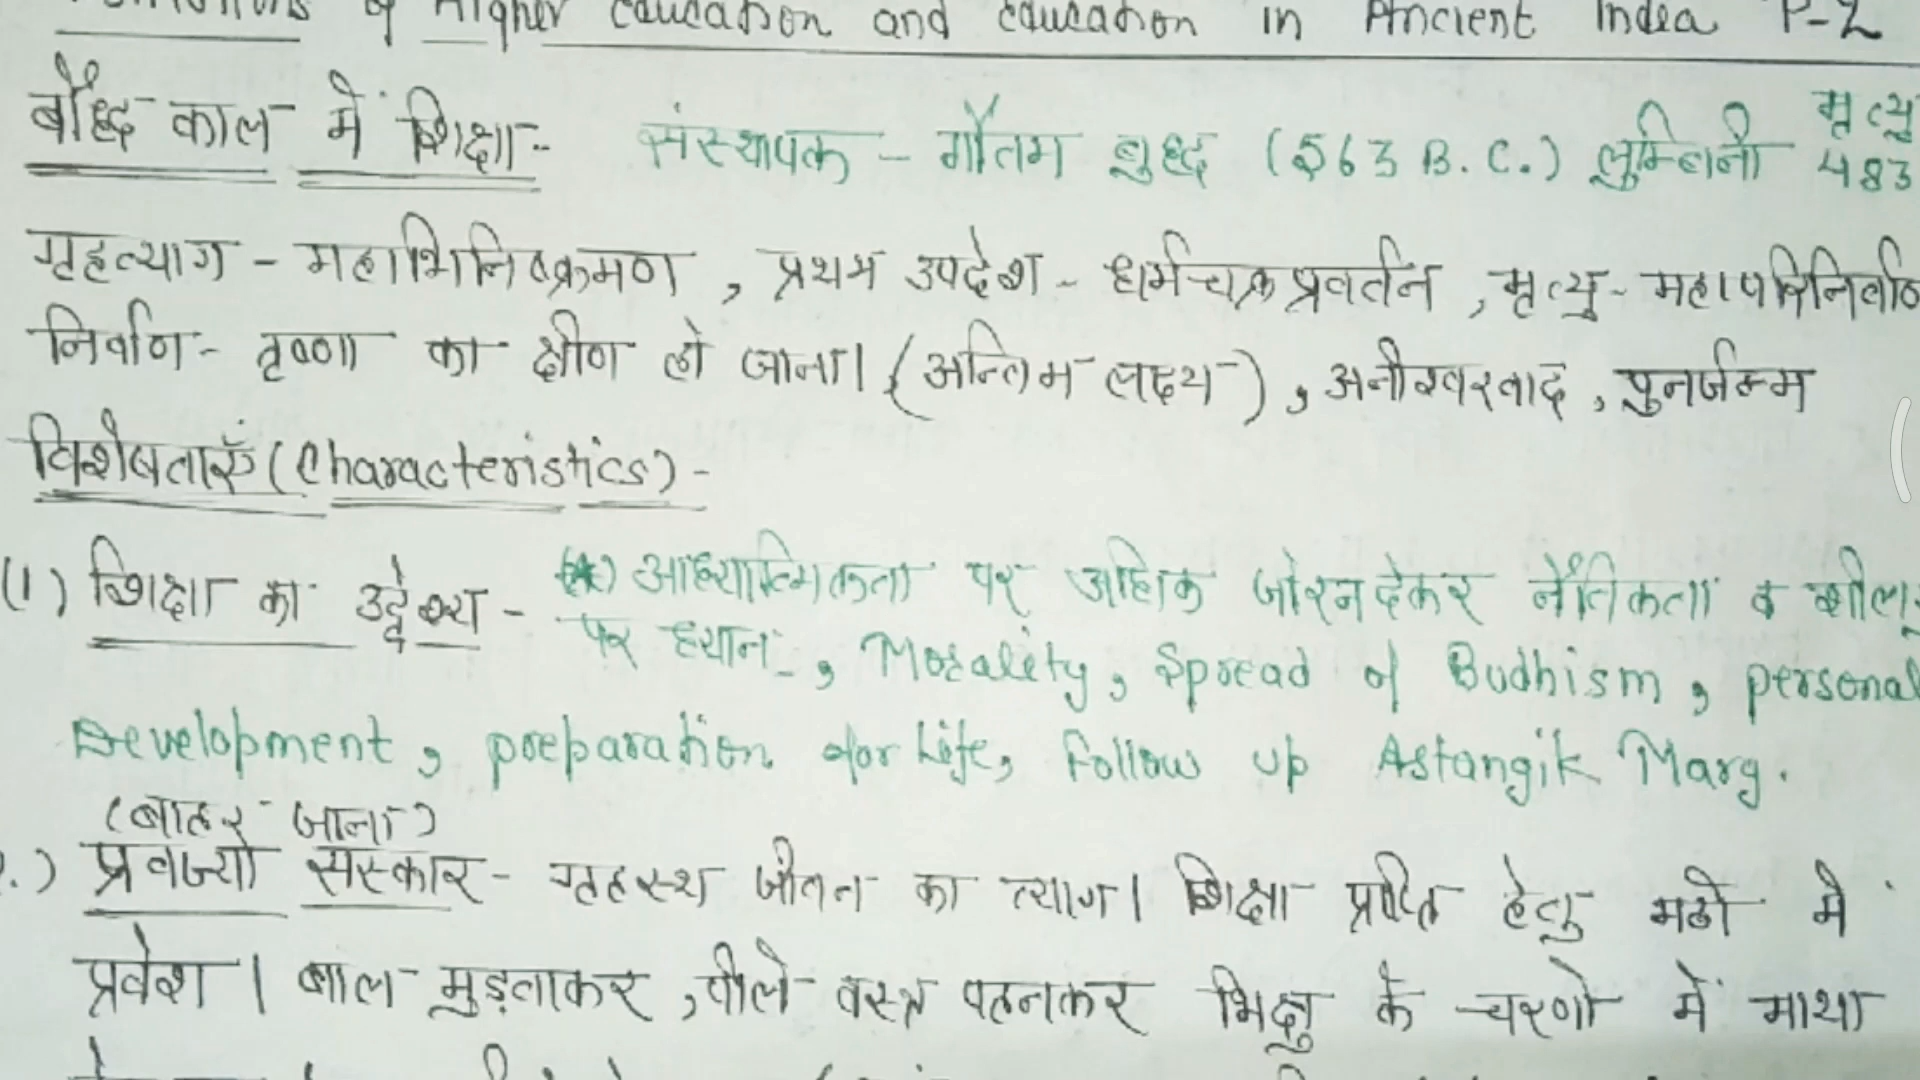 of Higher Education and education in Ancient India P-2
बौद्ध काल में शिक्षा- संस्थापक - गौतम बुद्ध (563 B.C.) लुम्बिनी मृत्यु 483
गृहत्याग - महाभिनिष्क्रमण, प्रथम उपदेश - धर्मचक्र प्रवर्तन, मृत्यु - महापरिनिर्वाण
निर्वाण - तृष्णा का क्षीण हो जाना। (अन्तिम लक्ष्य), अनीश्वरवाद, पुनर्जन्म
विशेषताएँ (Characteristics) -
(1) शिक्षा का उद्देश्य - आध्यात्मिकता पर अधिक जोर न देकर नैतिकता व शील
पर ध्यान, Morality, Spread of Budhism, personal
Development, preparation for Life, Follow up Astangik Marg.
(बाहर जाना)
2.) प्रवज्या संस्कार - गृहस्थ जीवन का त्याग। शिक्षा प्राप्ति हेतु मठो में
प्रवेश। बाल मुड़वाकर, पीले वस्त्र पहनकर भिक्षु के चरणो में माथा